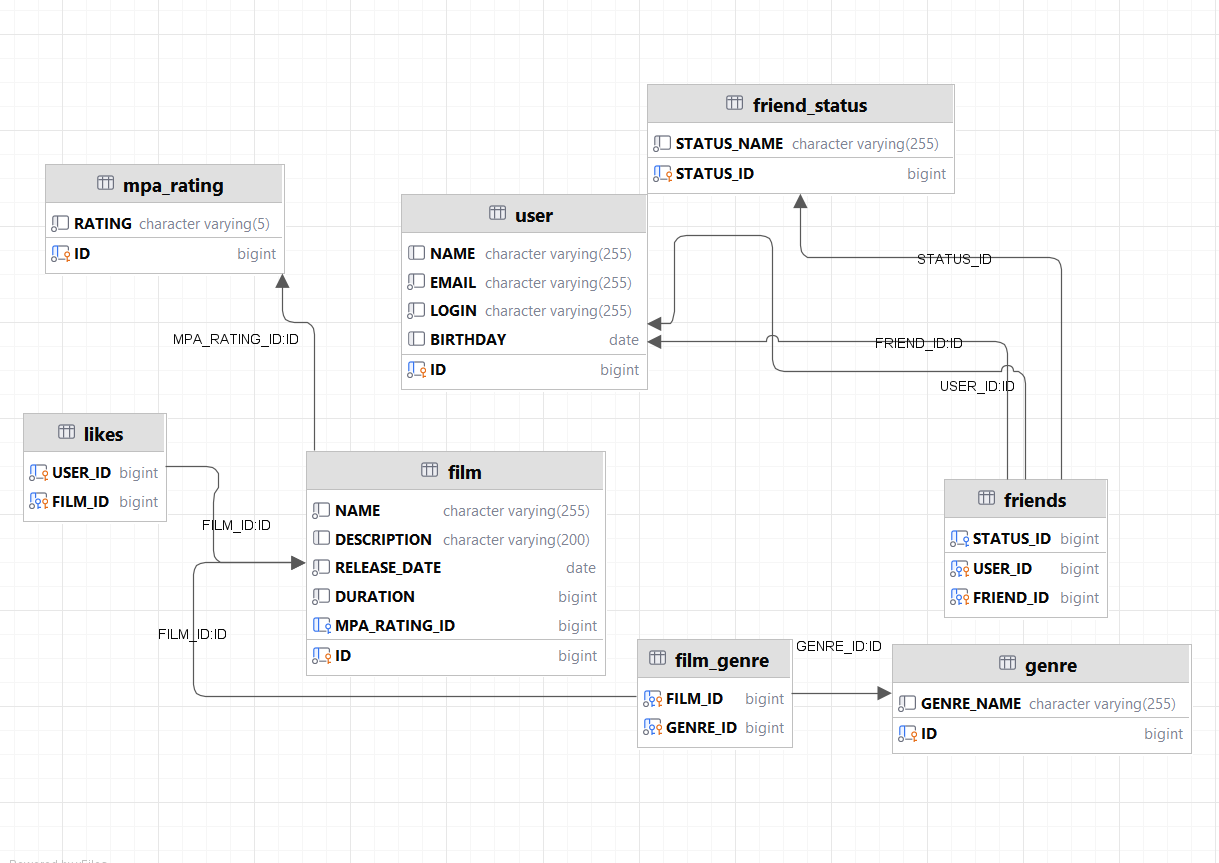 friend_status
STATUS_NAME character varying(255)
STATUS_ID bigint
mpa_rating
RATING character varying(5)
ID bigint
user
NAME character varying(255)
EMAIL character varying(255)
LOGIN character varying(255)
BIRTHDAY date
ID bigint
STATUS_ID
MPA_RATING_ID:ID
FRIEND_ID:ID
USER_ID:ID
likes
USER_ID bigint
FILM_ID bigint
FILM_ID:ID
film
NAME character varying(255)
DESCRIPTION character varying(200)
RELEASE_DATE date
DURATION bigint
MPA_RATING_ID bigint
ID bigint
friends
STATUS_ID bigint
USER_ID bigint
FRIEND_ID bigint
FILM_ID:ID
film_genre
FILM_ID bigint
GENRE_ID bigint
GENRE_ID:ID
genre
GENRE_NAME character varying(255)
ID bigint